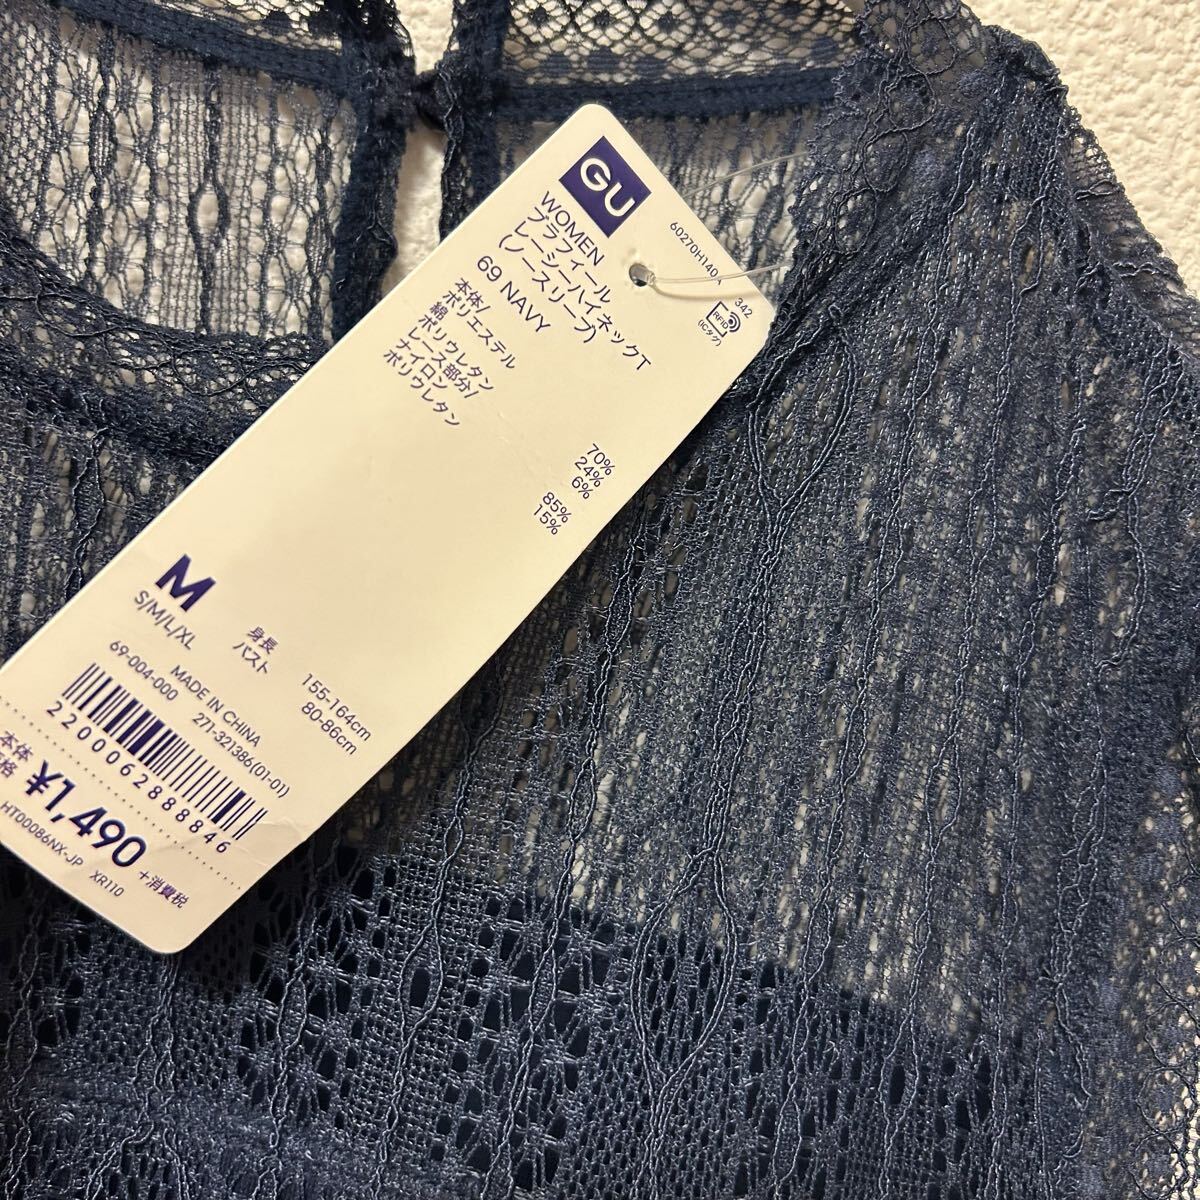 GU
60270H140A 342
WOMEN
ブラフィール
レーシーハイネックT
(ノースリーブ)
69 NAVY
RFID
(ICタグ)
本体/
ポリエステル 70%
綿 24%
ポリウレタン 6%
レース部分/
ナイロン 85%
ポリウレタン 15%
M
S/M/L/XL
身長 155-164cm
バスト 80-86cm
69-004-000 MADE IN CHINA 271-321386(01-01)
2200062888846
本体
価格 ¥1,490 +消費税
HT00086NX-JP XR110